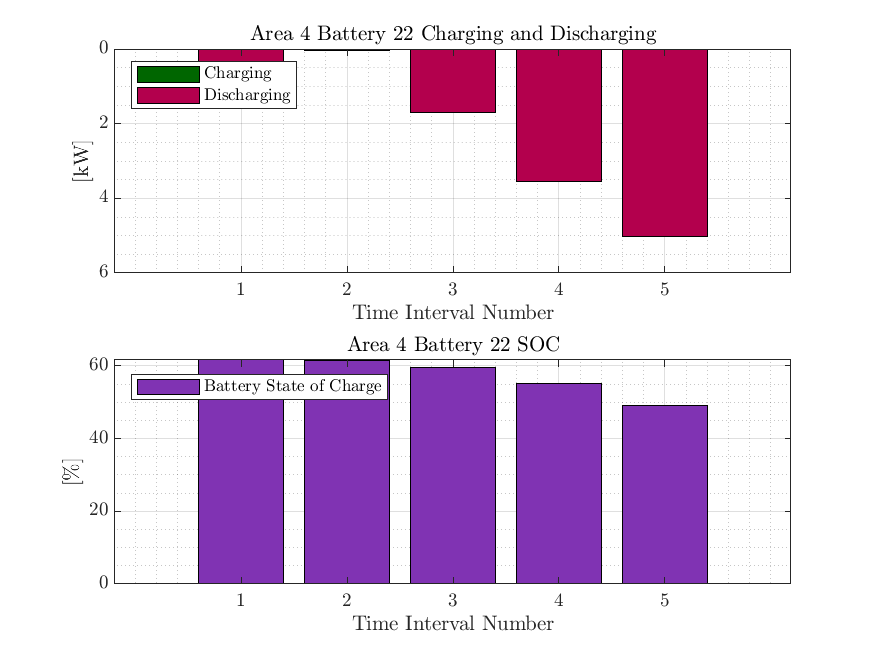 Area 4 Battery 22 Charging and Discharging
0
2
4
6
[kW]
Charging
Discharging
1 2 3 4 5
Time Interval Number
Area 4 Battery 22 SOC
60
40
20
0
[%]
Battery State of Charge
1 2 3 4 5
Time Interval Number